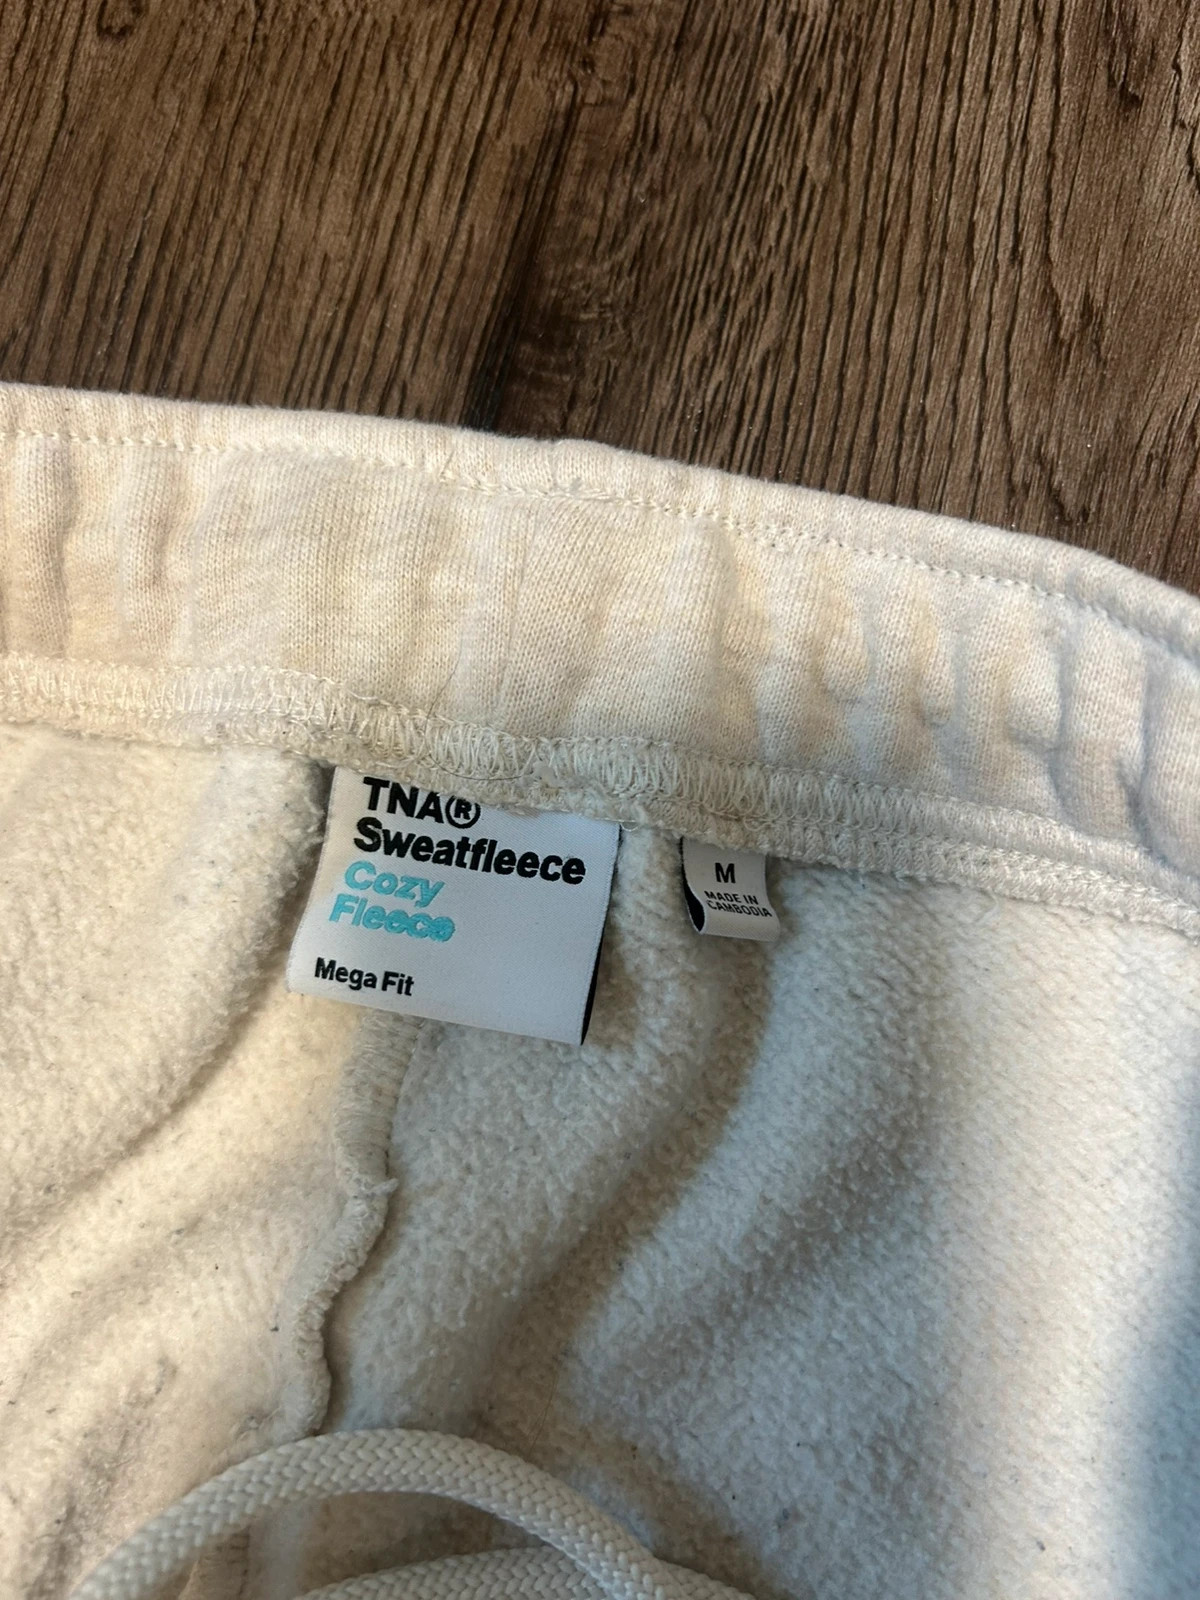 TNA®
Sweatfleece
Cozy
Fleece
Mega Fit
M
MADE IN
CAMBODIA